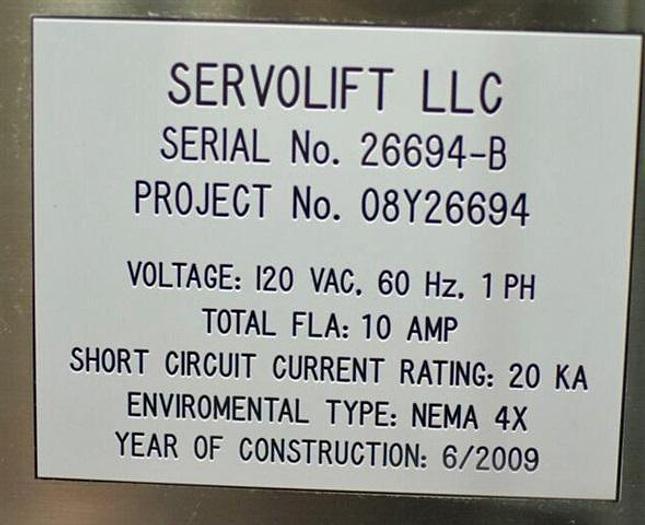 SERVOLIFT LLC
SERIAL No. 26694-B
PROJECT No. 08Y26694
VOLTAGE: 120 VAC, 60 Hz, 1 PH
TOTAL FLA: 10 AMP
SHORT CIRCUIT CURRENT RATING: 20 KA
ENVIROMENTAL TYPE: NEMA 4X
YEAR OF CONSTRUCTION: 6/2009